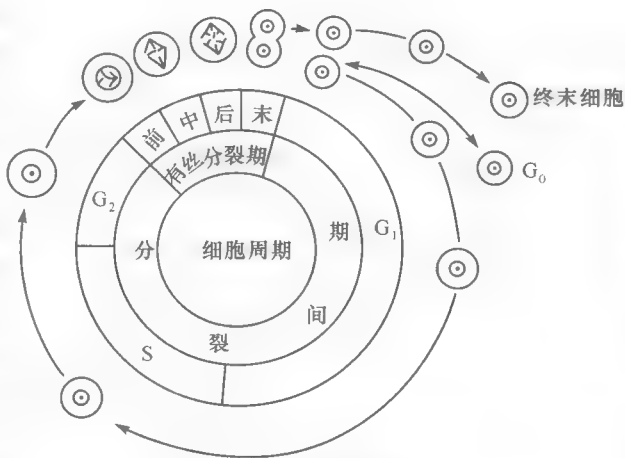 终末细胞
G₀
前 中 后 末
有丝分裂期
G₂
G₁
S
细胞周期
分 裂 间 期